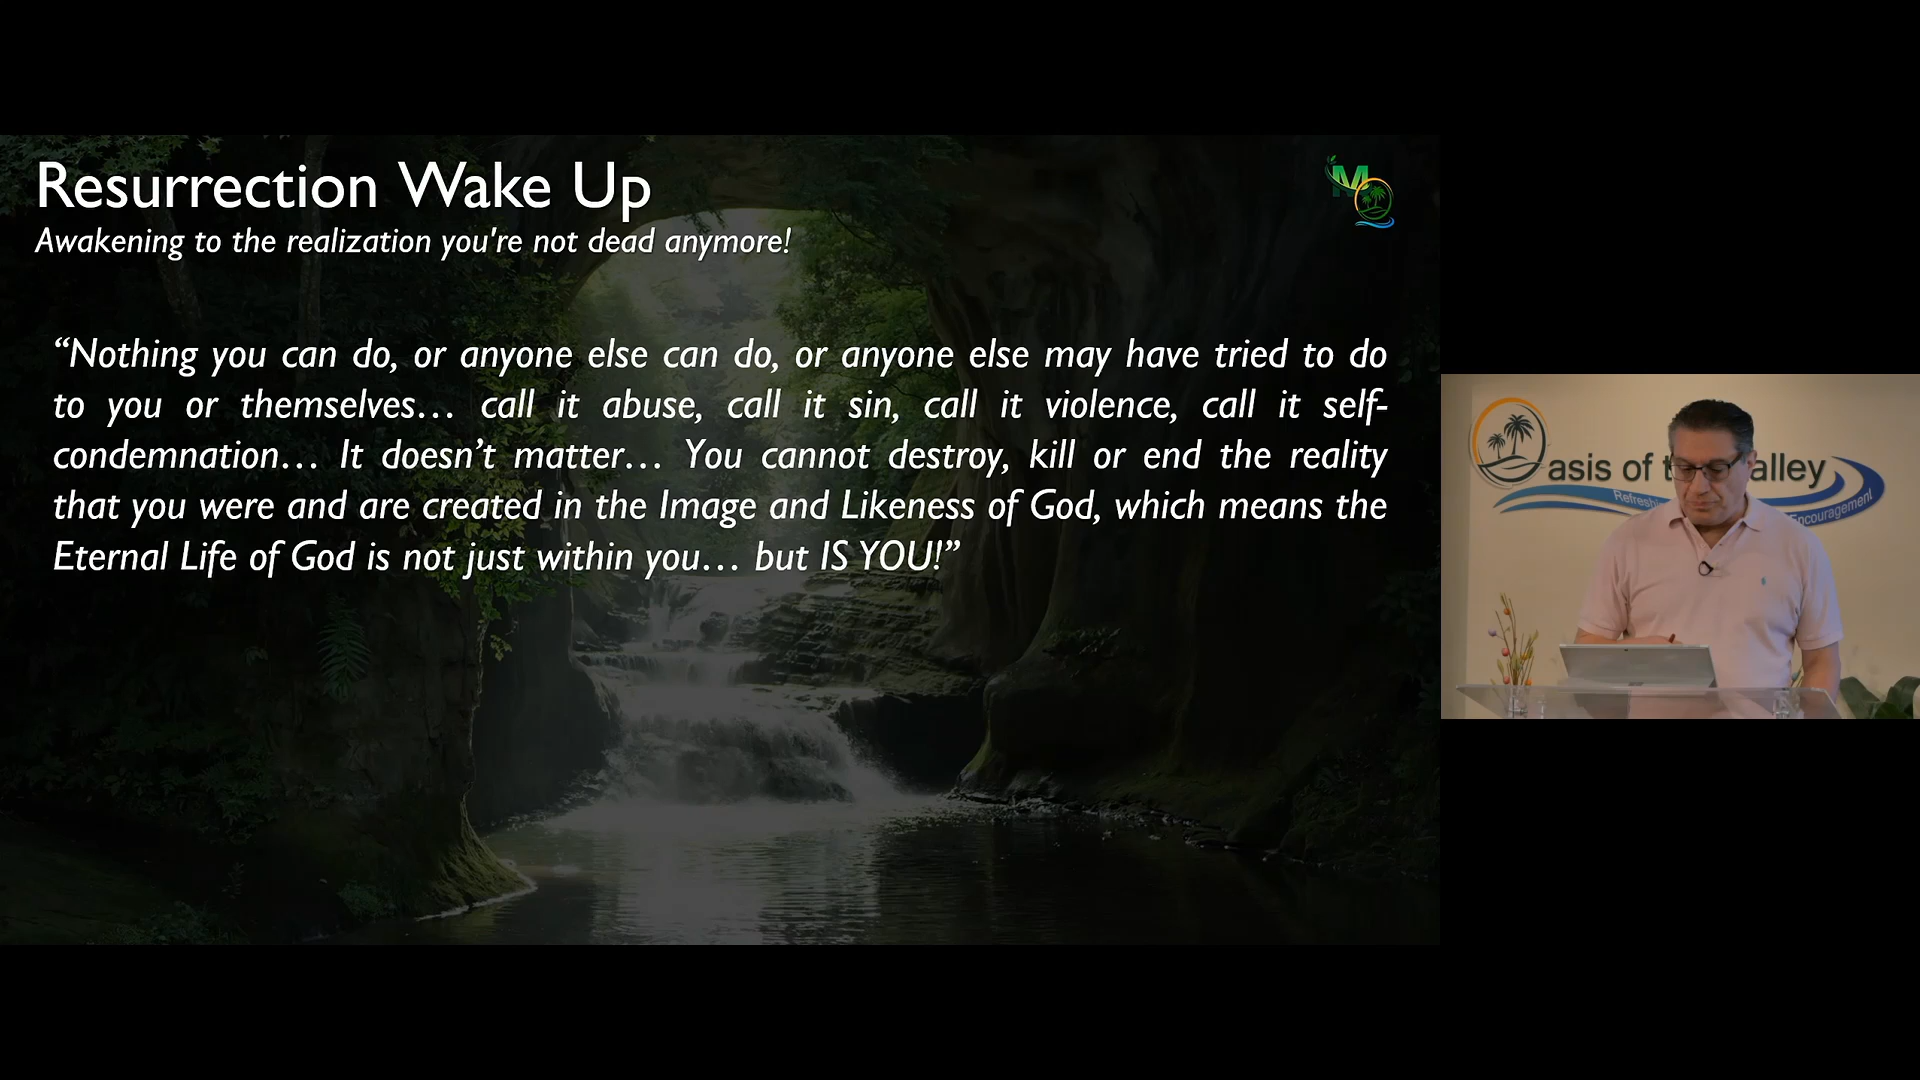 Resurrection Wake Up
Awakening to the realization you're not dead anymore!
“Nothing you can do, or anyone else can do, or anyone else may have tried to do
to you or themselves… call it abuse, call it sin, call it violence, call it self-
condemnation… It doesn’t matter… You cannot destroy, kill or end the reality
that you were and are created in the Image and Likeness of God, which means the
Eternal Life of God is not just within you… but IS YOU!”
M
asis of alley
Encouragement